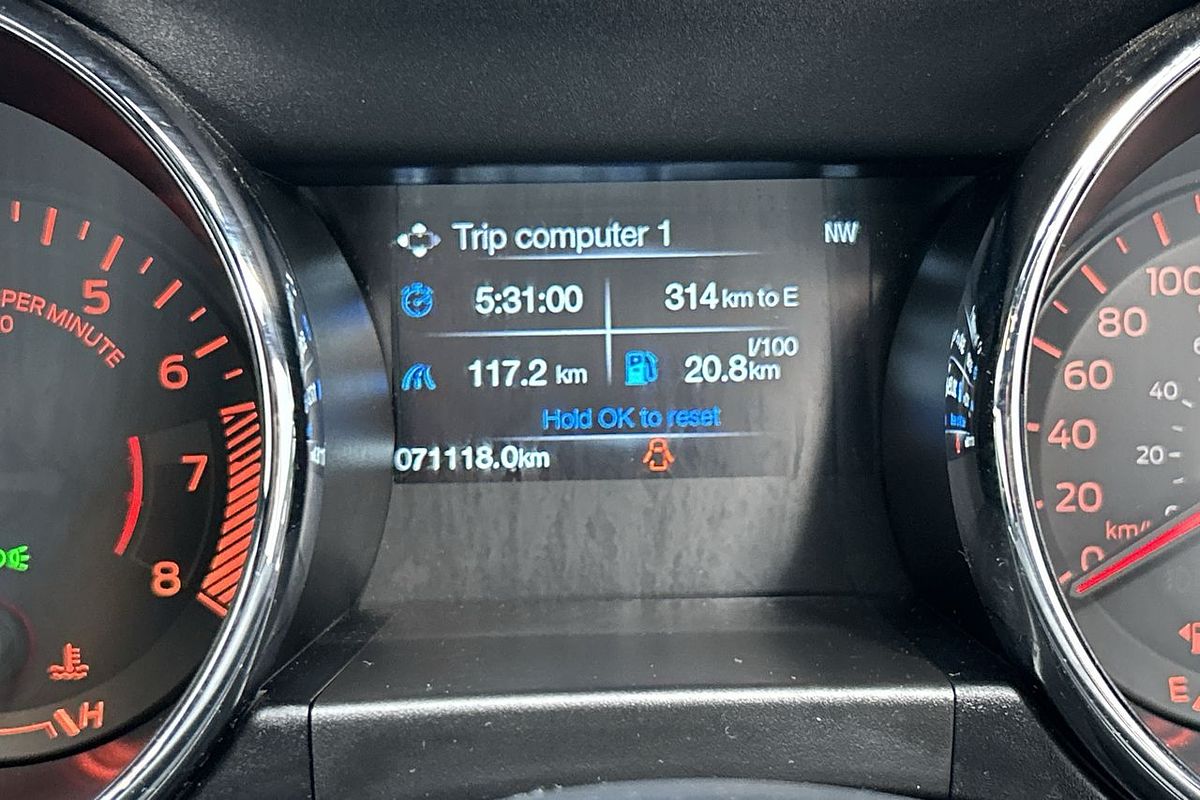 Trip computer 1
NW
5:31:00
314 km to E
117.2 km
20.8 l/100 km
Hold OK to reset
071118.0km
5
PER MINUTE
6
7
8
H
100
80
60
40
20
0
km/
40
20
E